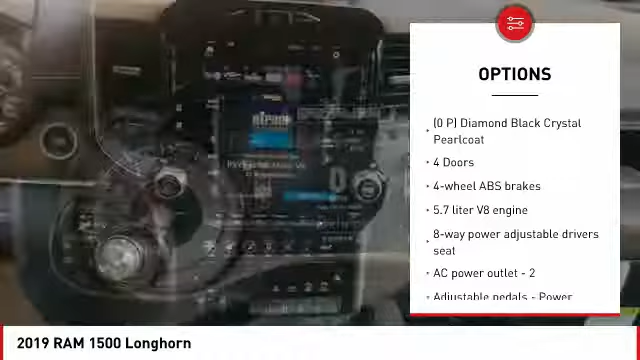 OPTIONS
(0 P) Diamond Black Crystal
Pearlcoat
4 Doors
4-wheel ABS brakes
5.7 liter V8 engine
8-way power adjustable drivers
seat
AC power outlet - 2
Adjustable pedals - Power
2019 RAM 1500 Longhorn